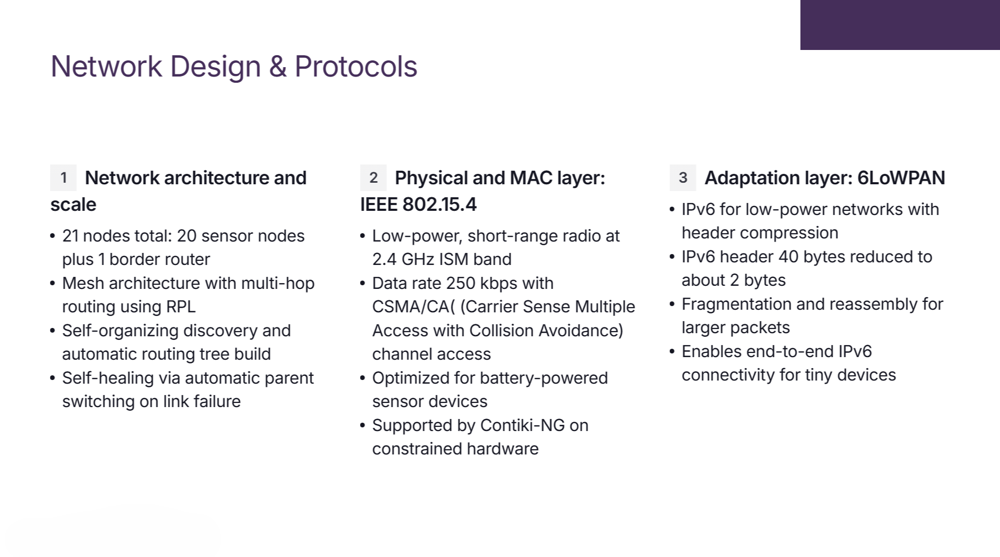 Network Design & Protocols
1 Network architecture and
scale
• 21 nodes total: 20 sensor nodes
plus 1 border router
• Mesh architecture with multi-hop
routing using RPL
• Self-organizing discovery and
automatic routing tree build
• Self-healing via automatic parent
switching on link failure
2 Physical and MAC layer:
IEEE 802.15.4
• Low-power, short-range radio at
2.4 GHz ISM band
• Data rate 250 kbps with
CSMA/CA( (Carrier Sense Multiple
Access with Collision Avoidance)
channel access
• Optimized for battery-powered
sensor devices
• Supported by Contiki-NG on
constrained hardware
3 Adaptation layer: 6LoWPAN
• IPv6 for low-power networks with
header compression
• IPv6 header 40 bytes reduced to
about 2 bytes
• Fragmentation and reassembly for
larger packets
• Enables end-to-end IPv6
connectivity for tiny devices